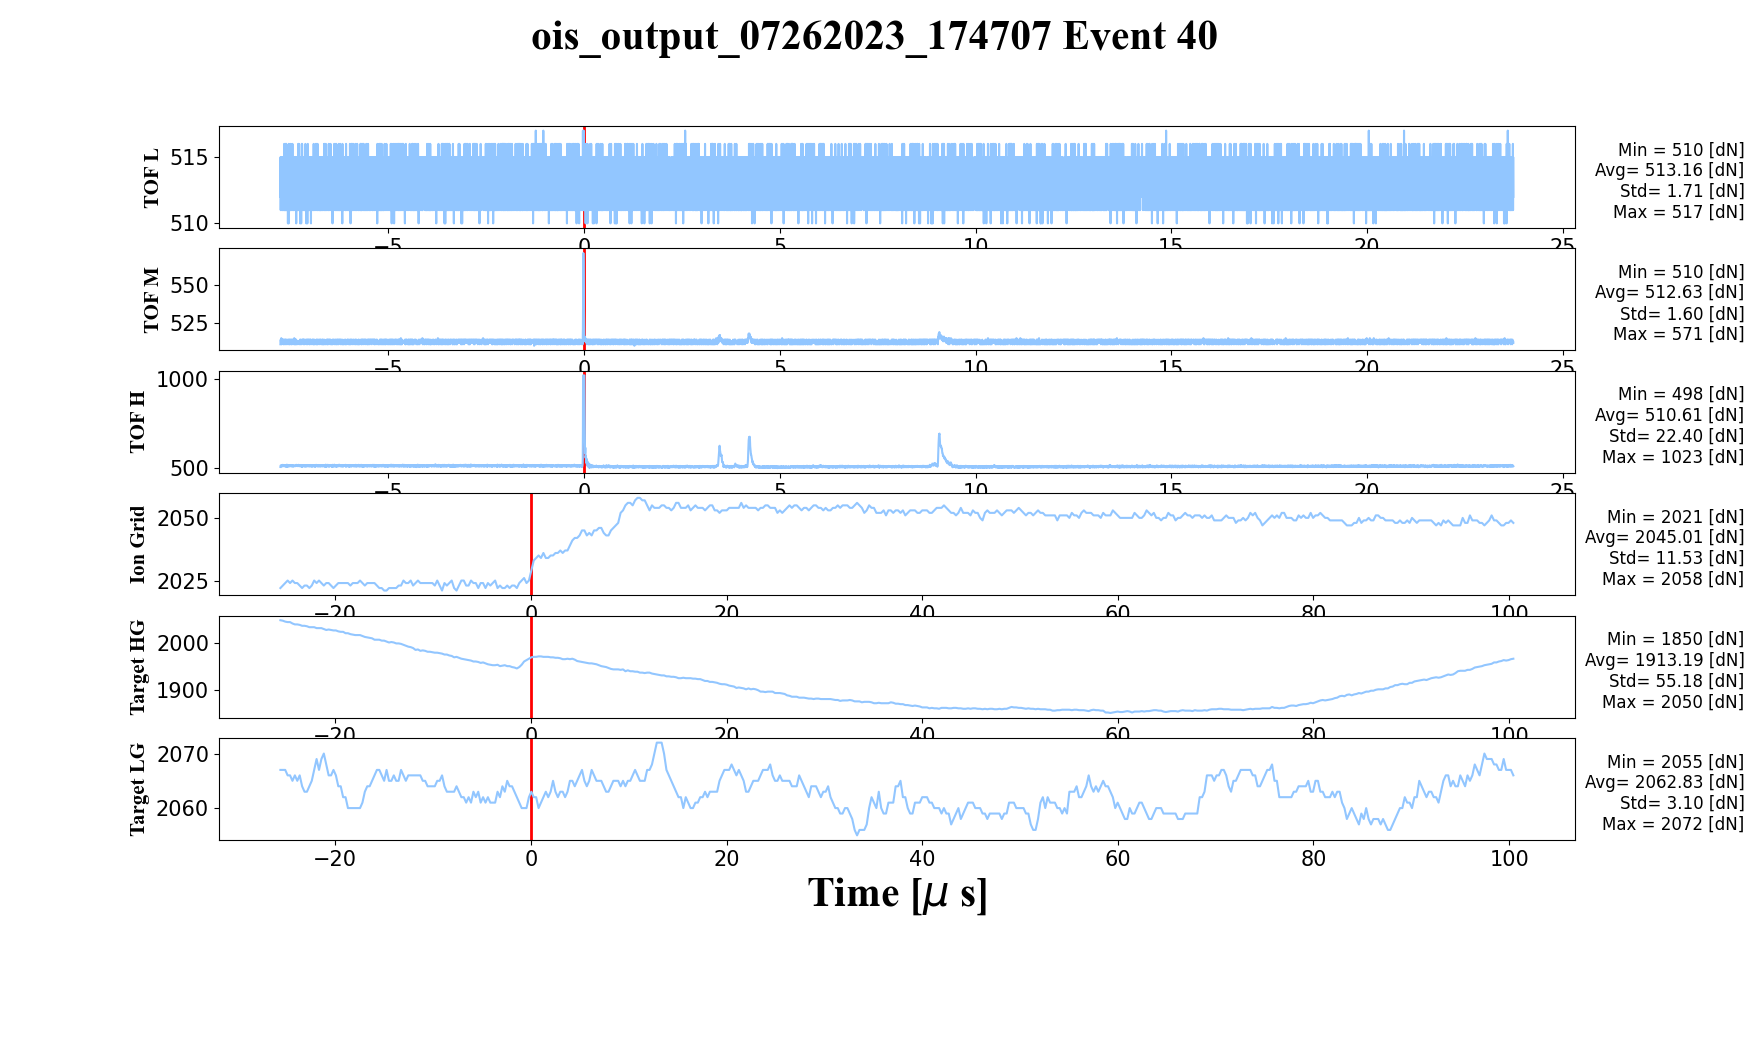 ois_output_07262023_174707 Event 40
TOF L
515
510
−5 0 5 10 15 20 25
Min = 510 [dN]
Avg= 513.16 [dN]
Std= 1.71 [dN]
Max = 517 [dN]
TOF M
550
525
−5 0 5 10 15 20 25
Min = 510 [dN]
Avg= 512.63 [dN]
Std= 1.60 [dN]
Max = 571 [dN]
TOF H
1000
500
−5 0 5 10 15 20 25
Min = 498 [dN]
Avg= 510.61 [dN]
Std= 22.40 [dN]
Max = 1023 [dN]
Ion Grid
2050
2025
−20 0 20 40 60 80 100
Min = 2021 [dN]
Avg= 2045.01 [dN]
Std= 11.53 [dN]
Max = 2058 [dN]
Target HG
2000
1900
−20 0 20 40 60 80 100
Min = 1850 [dN]
Avg= 1913.19 [dN]
Std= 55.18 [dN]
Max = 2050 [dN]
Target LG
2070
2060
−20 0 20 40 60 80 100
Min = 2055 [dN]
Avg= 2062.83 [dN]
Std= 3.10 [dN]
Max = 2072 [dN]
Time [μ s]